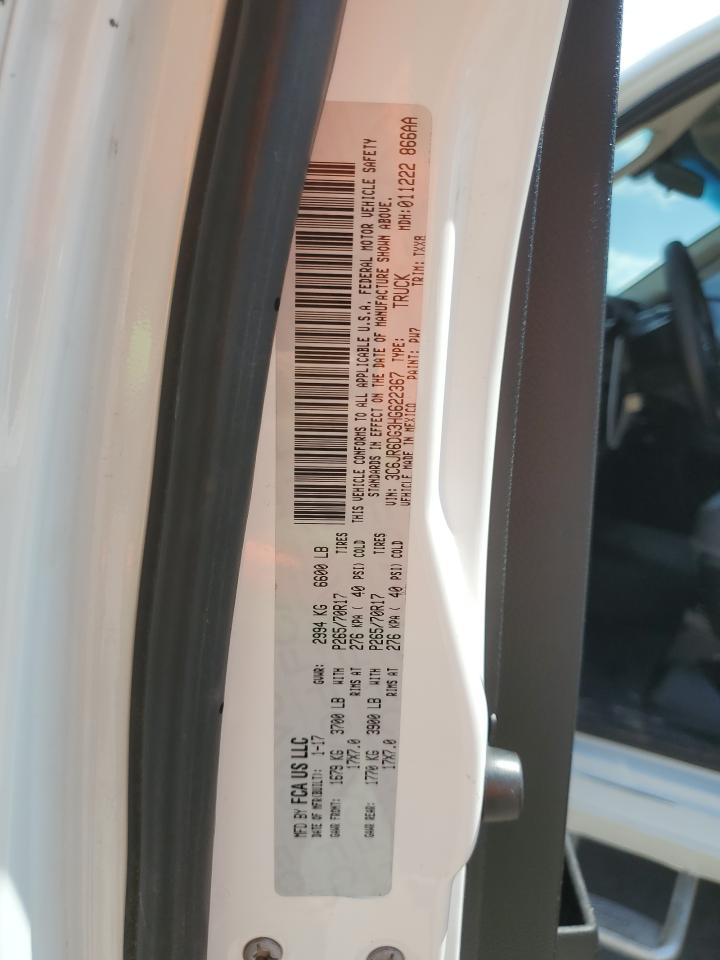 MFD BY FCA US LLC
DATE OF MFR(BUILT): 1-17 GVWR: 2994 KG 6600 LB
GAWR FRONT: 1679 KG 3700 LB WITH P265/70R17 TIRES
17X7.0 RIMS AT 276 KPA ( 40 PSI) COLD
GAWR REAR: 1770 KG 3900 LB WITH P265/70R17 TIRES
17X7.0 RIMS AT 276 KPA ( 40 PSI) COLD
THIS VEHICLE CONFORMS TO ALL APPLICABLE U.S.A. FEDERAL MOTOR VEHICLE SAFETY
STANDARDS IN EFFECT ON THE DATE OF MANUFACTURE SHOWN ABOVE.
VIN: 3C6JR6DG3HG622367 TYPE: TRUCK MDH: 011222 866AA
VEHICLE MADE IN MEXICO PAINT: PW7 TRIM: TXX8